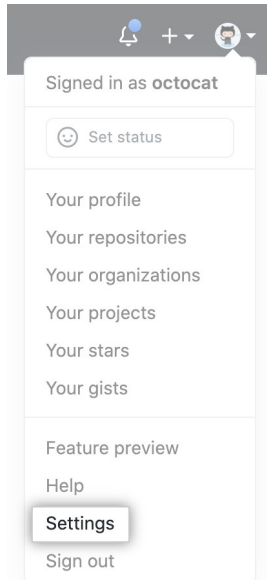 Signed in as octocat
Set status
Your profile
Your repositories
Your organizations
Your projects
Your stars
Your gists
Feature preview
Help
Settings
Sign out